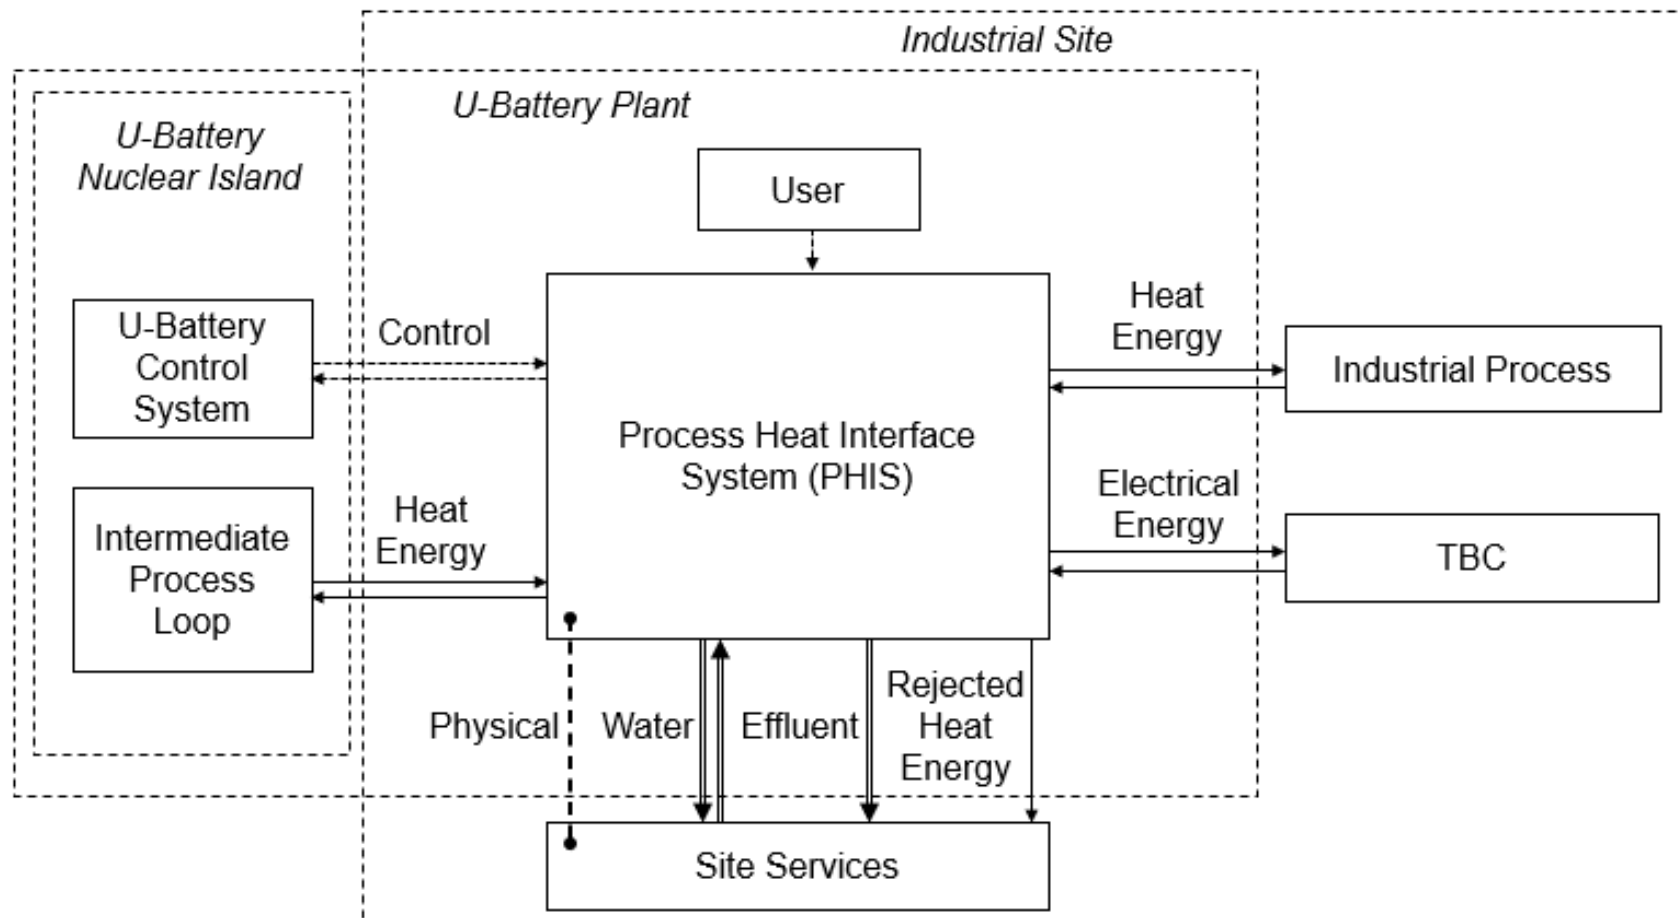 Industrial Site
U-Battery Plant
U-Battery
Nuclear Island
User
U-Battery
Control
System
Control
Heat
Energy
Industrial Process
Process Heat Interface
System (PHIS)
Intermediate
Process
Loop
Heat
Energy
Electrical
Energy
TBC
Physical
Water
Effluent
Rejected
Heat
Energy
Site Services